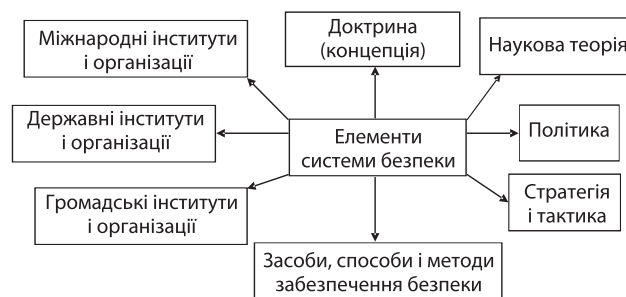 Міжнародні інститути
і організації
Доктрина
(концепція)
Наукова теорія
Державні інститути
і організації
Елементи
системи безпеки
Політика
Громадські інститути
і організації
Стратегія
і тактика
Засоби, способи і методи
забезпечення безпеки